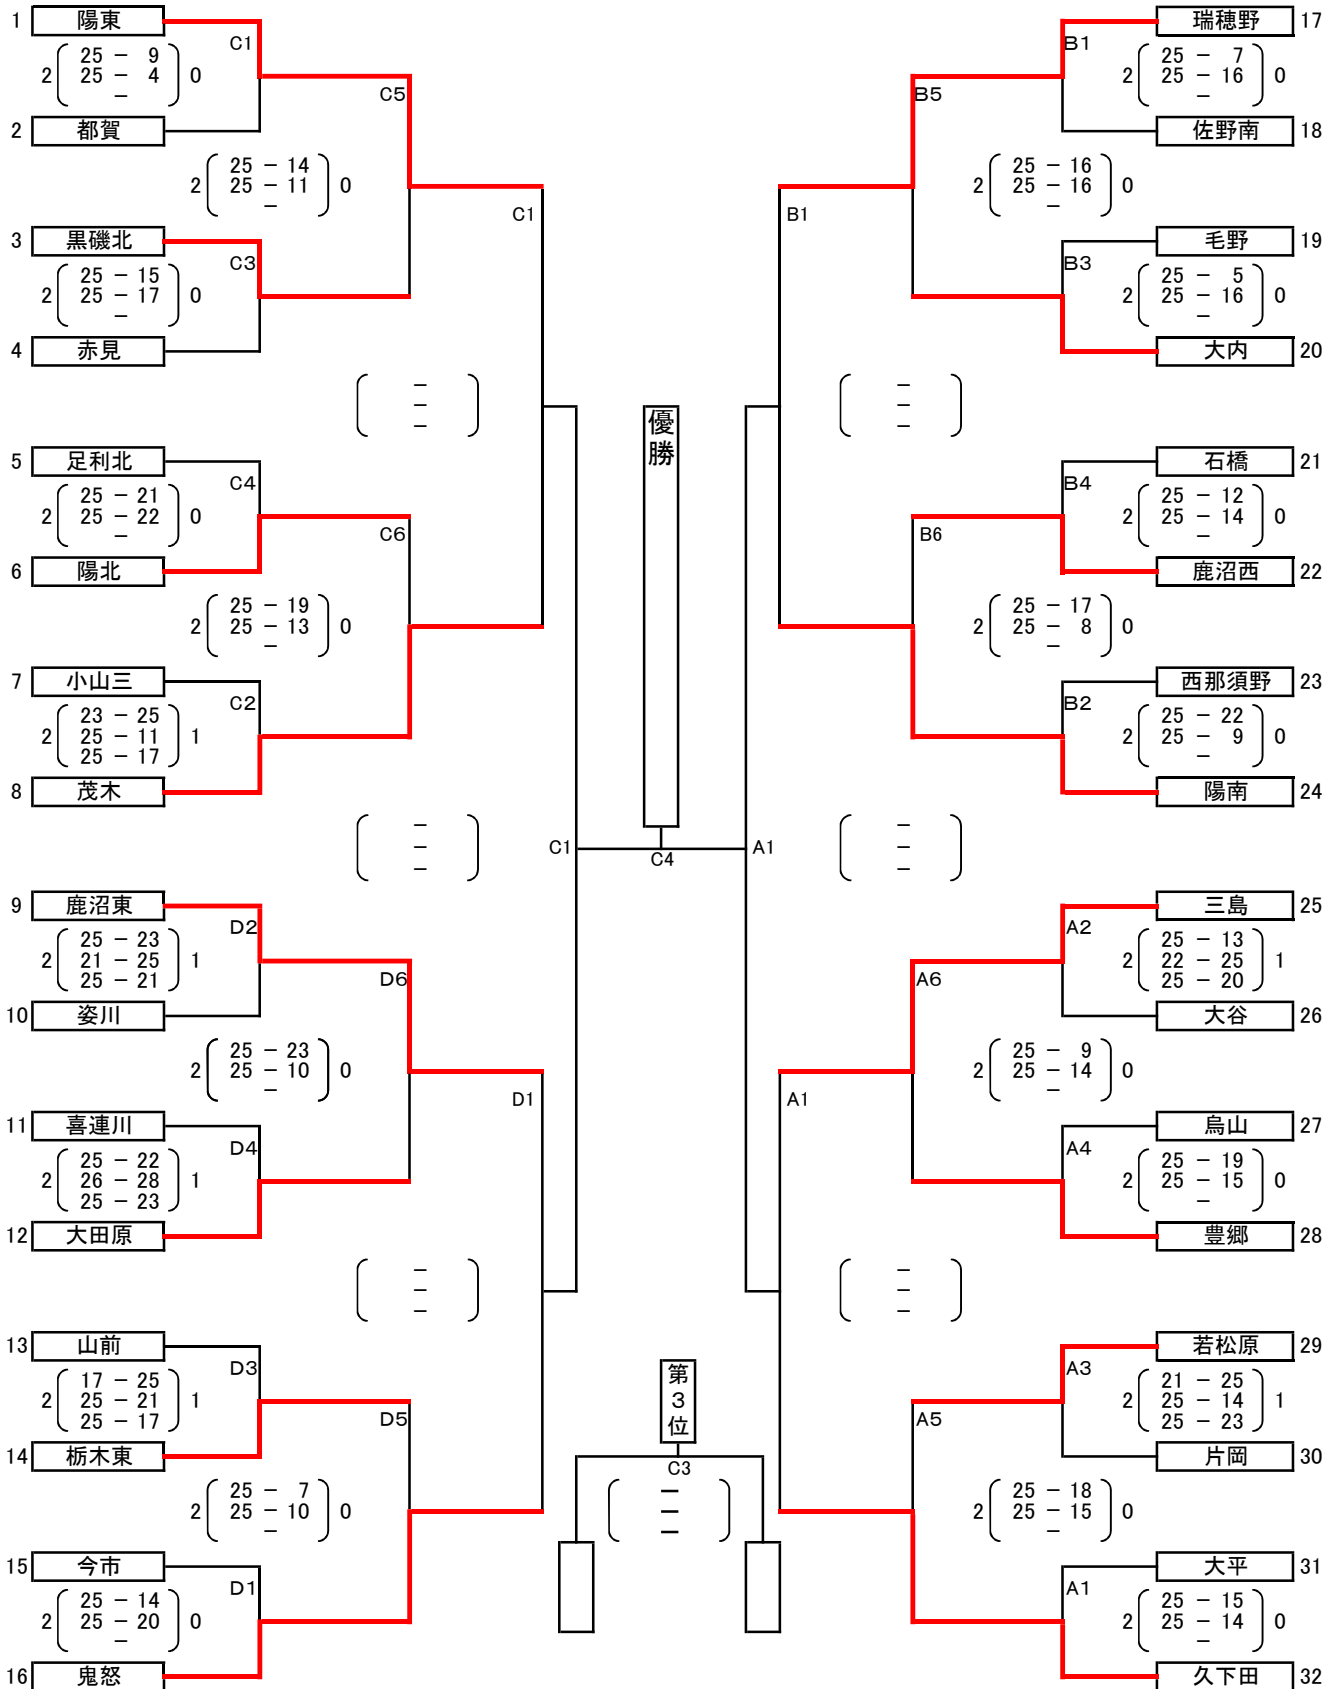 1 陽東
C1
25 － 9
2 25 － 4 0
－
2 都賀
C5
25 － 14
2 25 － 11 0
－
3 黒磯北
C3
25 － 15
2 25 － 17 0
－
4 赤見
C1
－
－
－
5 足利北
C4
25 － 21
2 25 － 22 0
－
6 陽北
C6
25 － 19
2 25 － 13 0
－
7 小山三
C2
23 － 25
2 25 － 11 1
25 － 17
8 茂木
－
－
－
C1
9 鹿沼東
D2
25 － 23
2 21 － 25 1
25 － 21
10 姿川
D6
25 － 23
2 25 － 10 0
－
11 喜連川
D4
25 － 22
2 26 － 28 1
25 － 23
12 大田原
D1
－
－
－
13 山前
D3
17 － 25
2 25 － 21 1
25 － 17
14 栃木東
D5
25 － 7
2 25 － 10 0
－
15 今市
D1
25 － 14
2 25 － 20 0
－
16 鬼怒
優勝
C4
第3位
C3
－
－
－
瑞穂野 17
B1
25 － 7
2 25 － 16 0
－
佐野南 18
B5
25 － 16
2 25 － 16 0
－
毛野 19
B3
25 － 5
2 25 － 16 0
－
大内 20
B1
－
－
－
石橋 21
B4
25 － 12
2 25 － 14 0
－
鹿沼西 22
B6
25 － 17
2 25 － 8 0
－
西那須野 23
B2
25 － 22
2 25 － 9 0
－
陽南 24
－
－
－
A1
三島 25
A2
25 － 13
2 22 － 25 1
25 － 20
大谷 26
A6
25 － 9
2 25 － 14 0
－
烏山 27
A4
25 － 19
2 25 － 15 0
－
豊郷 28
A1
－
－
－
若松原 29
A3
21 － 25
2 25 － 14 1
25 － 23
片岡 30
A5
25 － 18
2 25 － 15 0
－
大平 31
A1
25 － 15
2 25 － 14 0
－
久下田 32